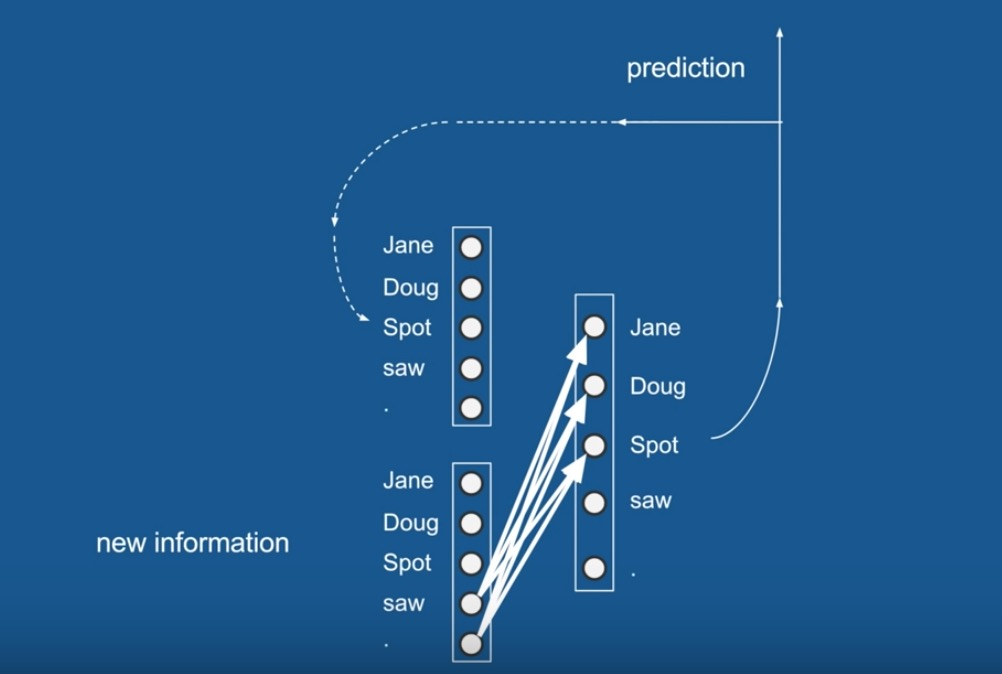 prediction
Jane
Doug
Spot
saw
.
Jane
Doug
Spot
saw
.
new information
Jane
Doug
Spot
saw
.